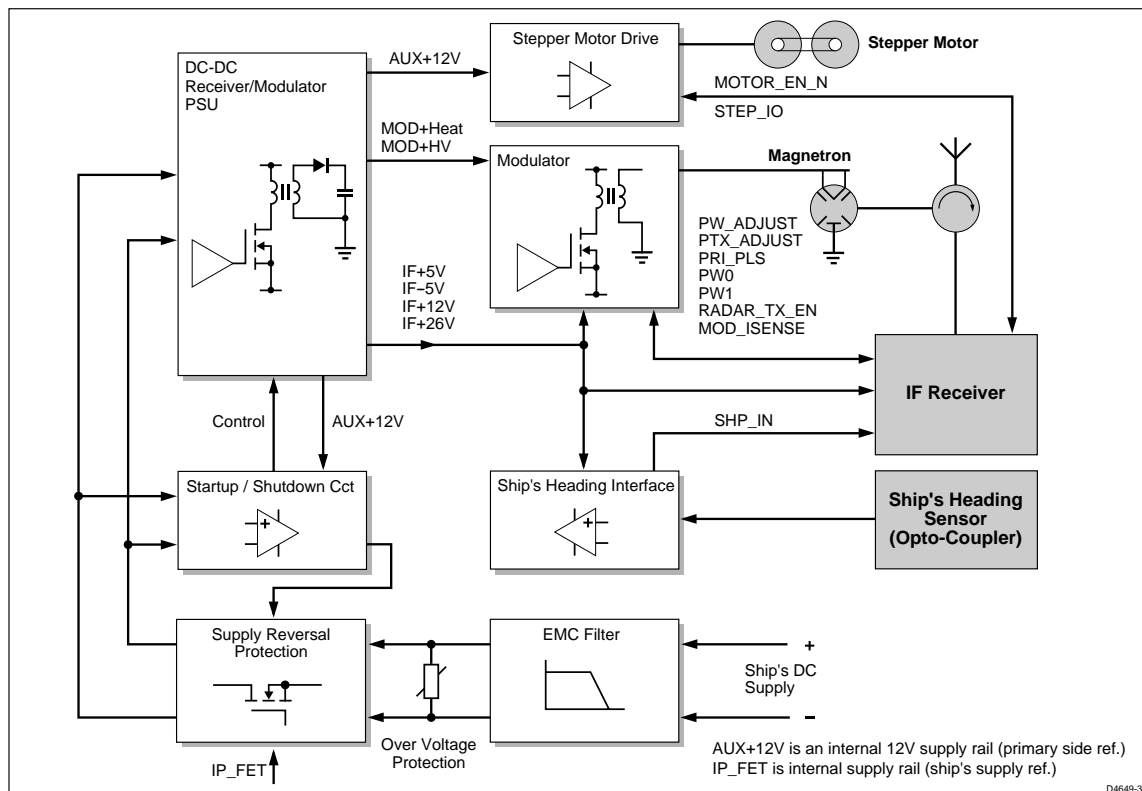 Stepper Motor Drive
Stepper Motor
DC-DC
Receiver/Modulator
PSU
AUX+12V
MOTOR_EN_N
STEP_IO
MOD+Heat
MOD+HV
Modulator
Magnetron
PW_ADJUST
PTX_ADJUST
PRI_PLS
PW0
PW1
RADAR_TX_EN
MOD_ISENSE
IF+5V
IF–5V
IF+12V
IF+26V
IF Receiver
Control
AUX+12V
SHP_IN
Startup / Shutdown Cct
+
Ship's Heading Interface
+
Ship's Heading
Sensor
(Opto-Coupler)
Supply Reversal
Protection
EMC Filter
+
Ship's DC
Supply
–
Over Voltage
Protection
IP_FET
AUX+12V is an internal 12V supply rail (primary side ref.)
IP_FET is internal supply rail (ship's supply ref.)
D4649-3